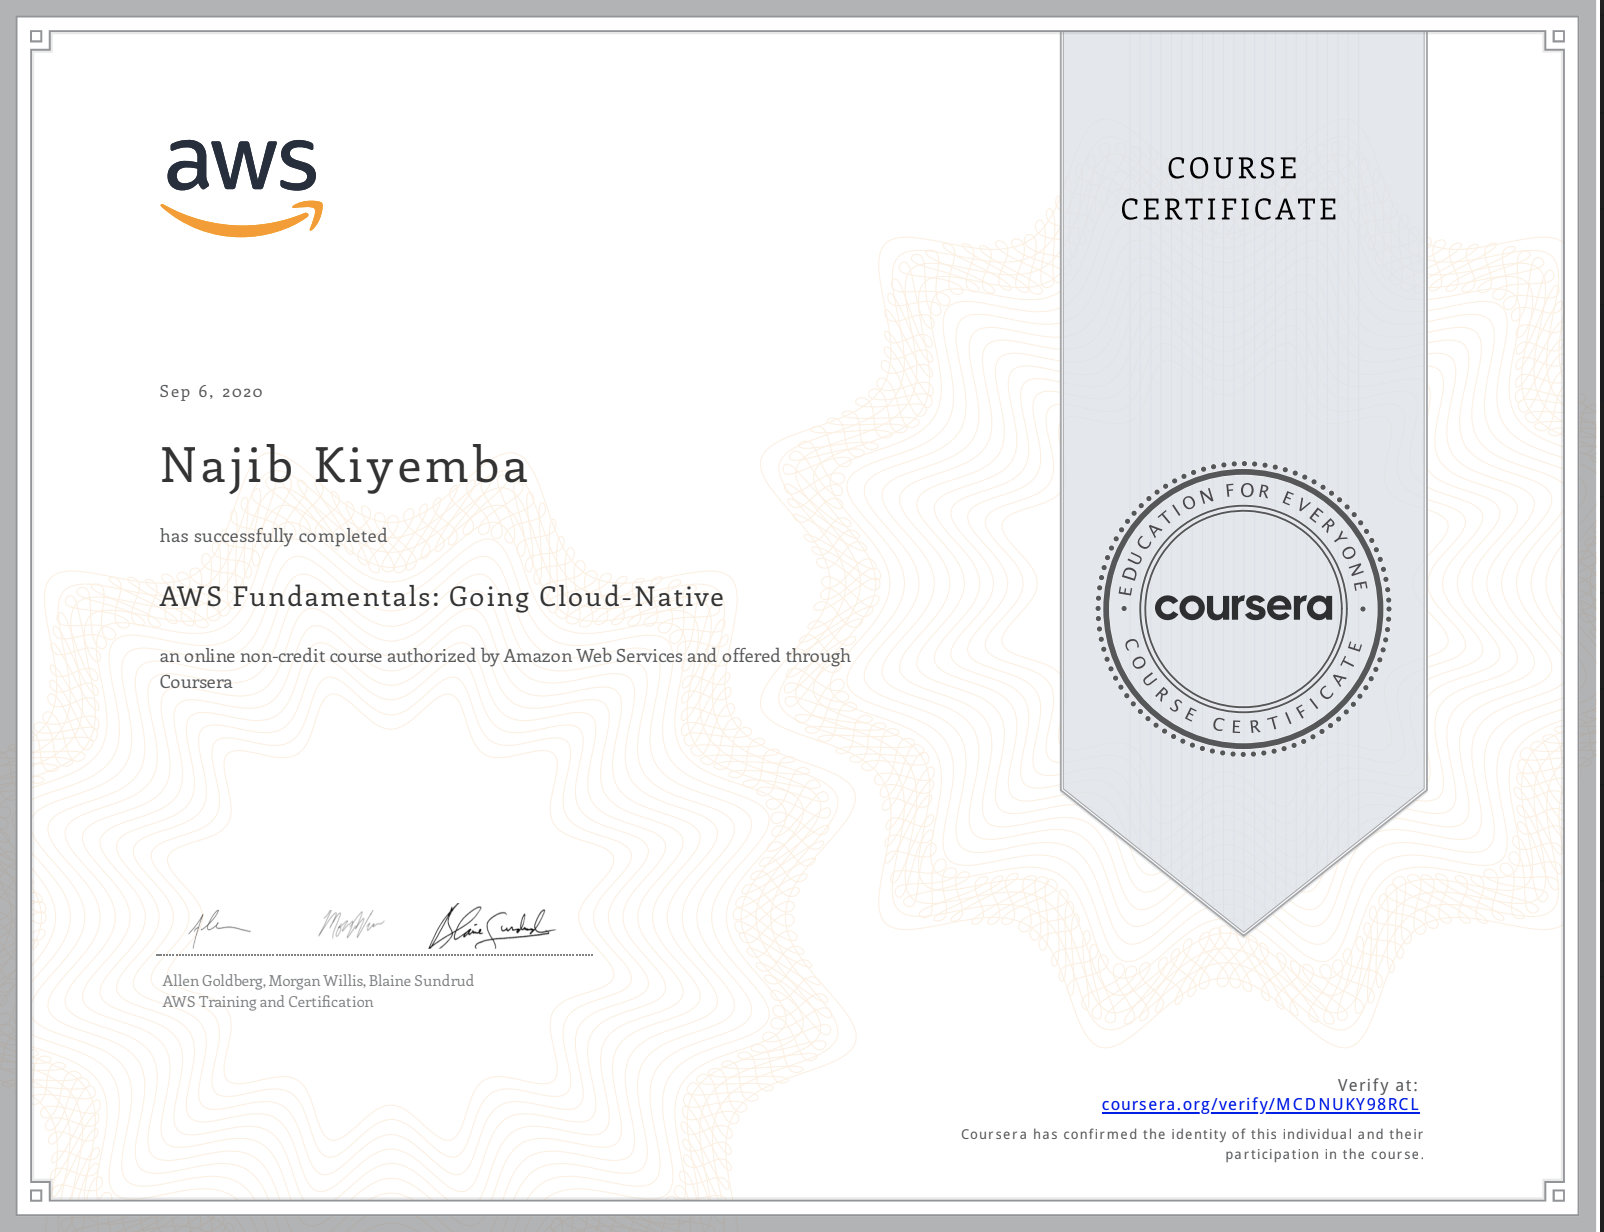 aws
COURSE
CERTIFICATE
Sep 6, 2020
Najib Kiyemba
has successfully completed
AWS Fundamentals: Going Cloud-Native
an online non-credit course authorized by Amazon Web Services and offered through
Coursera
EDUCATION FOR EVERYONE
coursera
COURSE CERTIFICATE
Blaine Sundrud
Allen Goldberg, Morgan Willis, Blaine Sundrud
AWS Training and Certification
Verify at:
coursera.org/verify/MCDNUKY98RCL
Coursera has confirmed the identity of this individual and their
participation in the course.